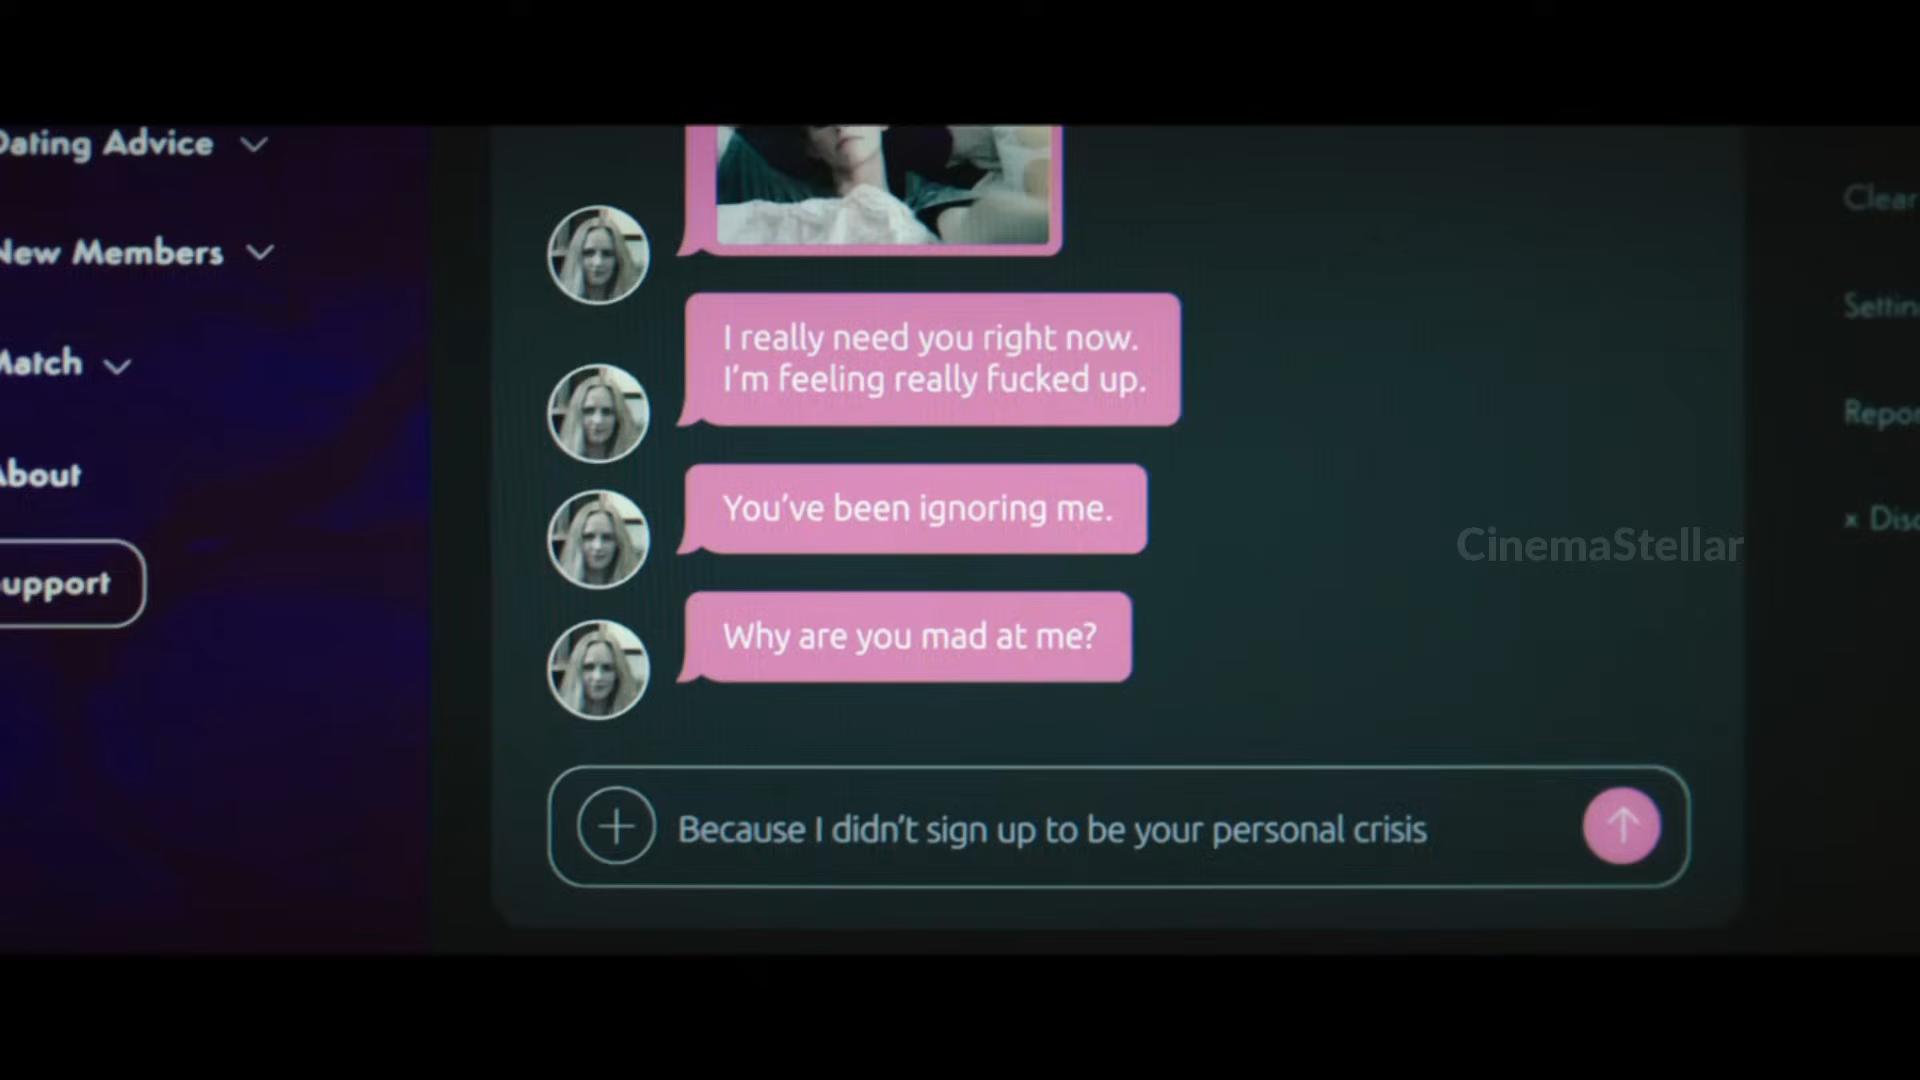 Dating Advice
New Members
Match
About
Support
I really need you right now.
I'm feeling really fucked up.
You've been ignoring me.
Why are you mad at me?
Because I didn't sign up to be your personal crisis
Clear
CinemaStellar